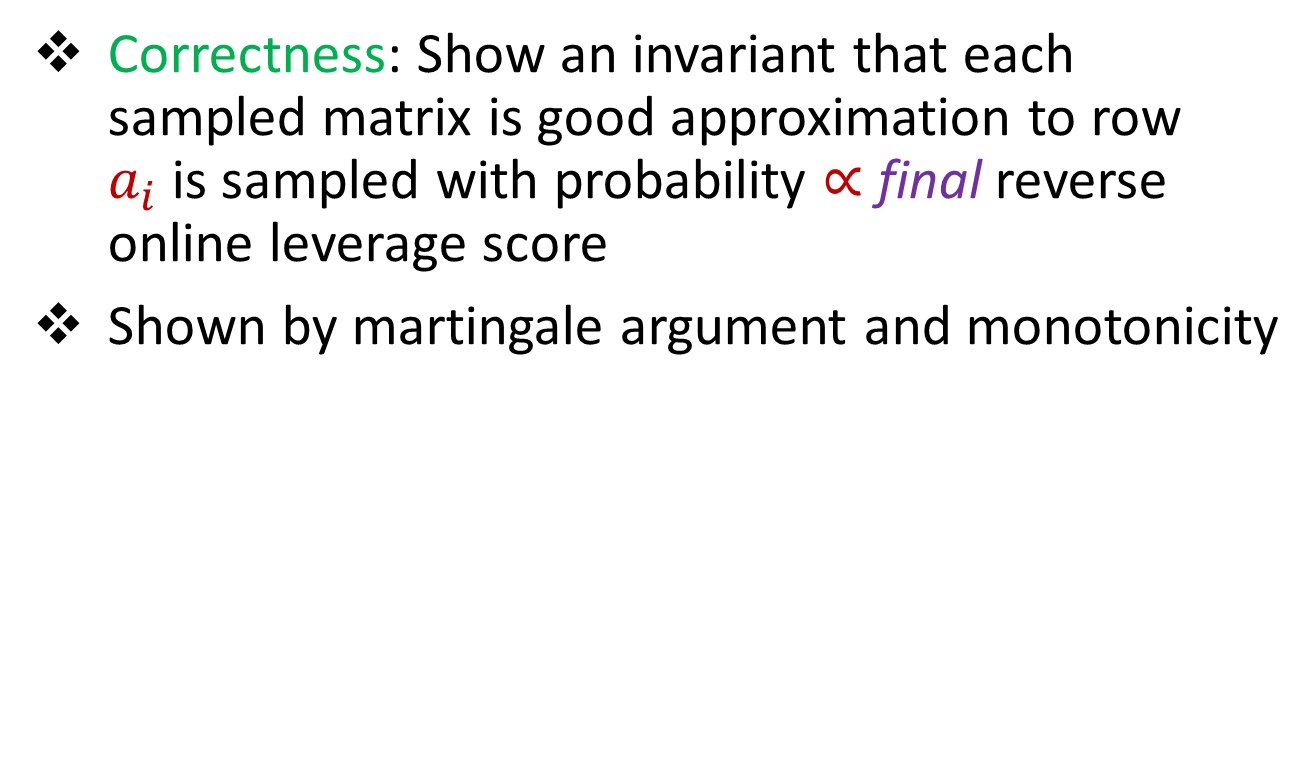 ❖ Correctness: Show an invariant that each
sampled matrix is good approximation to row
𝑎ᵢ is sampled with probability ∝ final reverse
online leverage score
❖ Shown by martingale argument and monotonicity